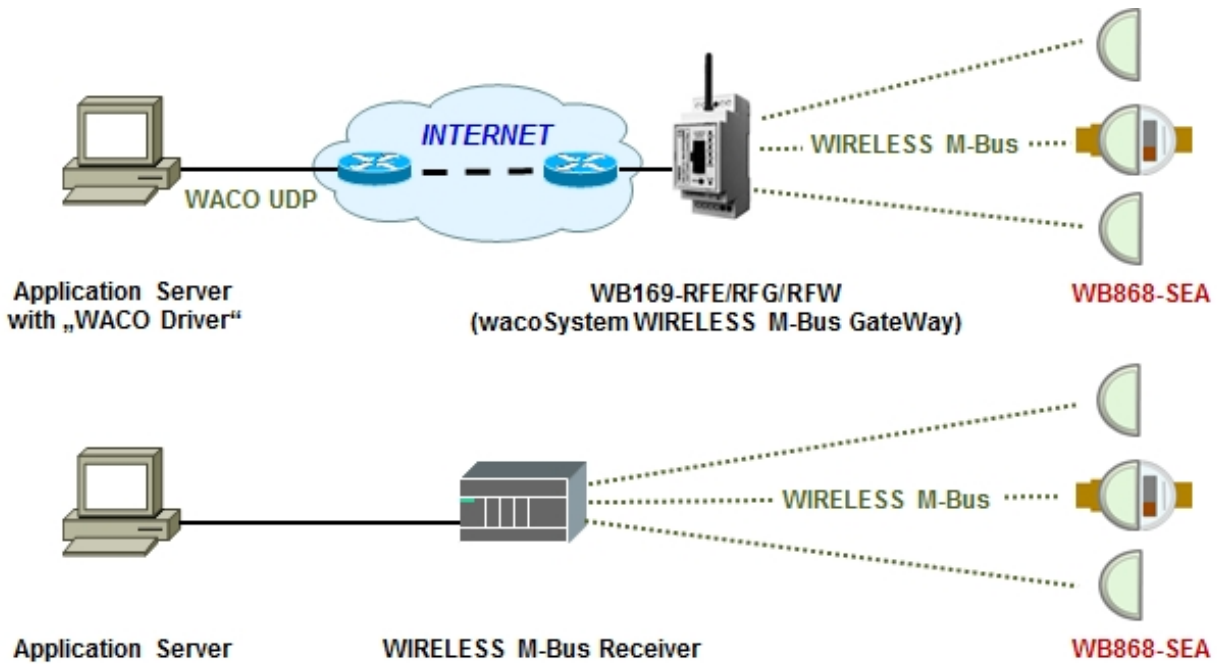 INTERNET
WIRELESS M-Bus
WACO UDP
Application Server
with „WACO Driver“
WB169-RFE/RFG/RFW
(wacoSystem WIRELESS M-Bus GateWay)
WB868-SEA
WIRELESS M-Bus
Application Server
WIRELESS M-Bus Receiver
WB868-SEA